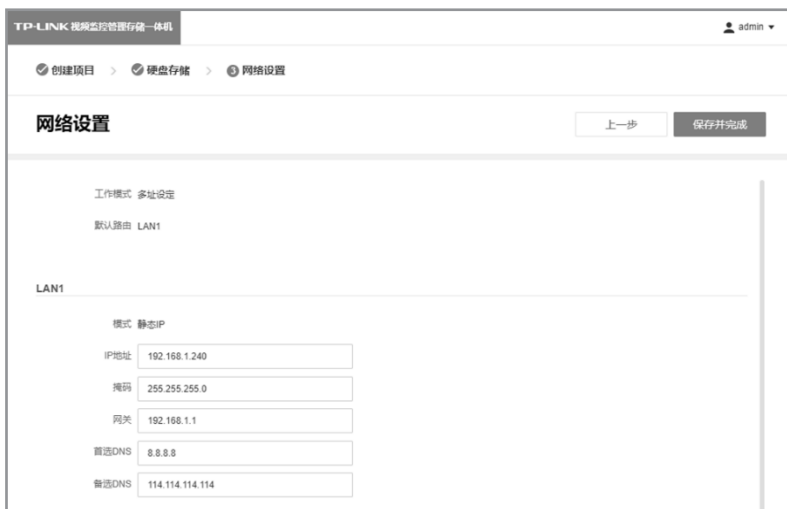 TP-LINK 视频监控管理存储一体机 admin
创建项目 > 硬盘存储 > 3 网络设置
网络设置 上一步 保存并完成
工作模式 多址设定
默认路由 LAN1
LAN1
模式 静态IP
IP地址 192.168.1.240
掩码 255.255.255.0
网关 192.168.1.1
首选DNS 8.8.8.8
备选DNS 114.114.114.114